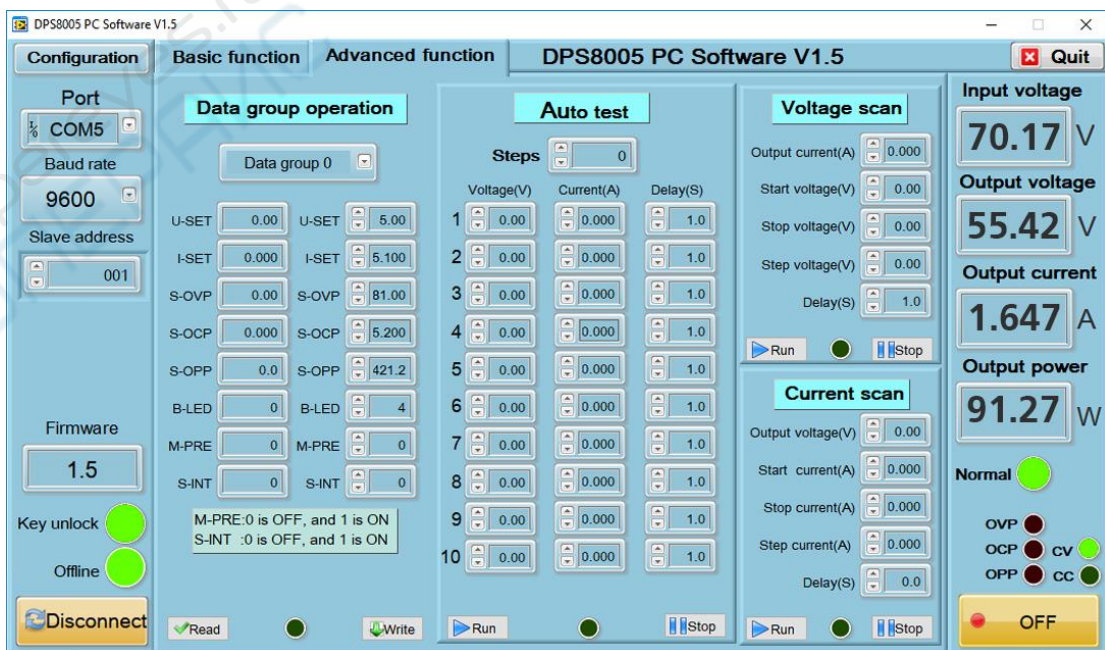 DPS8005 PC Software V1.5
Configuration
Basic function
Advanced function
DPS8005 PC Software V1.5
Quit
Port
COM5
Baud rate
9600
Slave address
001
Firmware
1.5
Key unlock
Offline
Disconnect
Data group operation
Data group 0
U-SET 0.00 U-SET 5.00
I-SET 0.000 I-SET 5.100
S-OVP 0.00 S-OVP 81.00
S-OCP 0.000 S-OCP 5.200
S-OPP 0.0 S-OPP 421.2
B-LED 0 B-LED 4
M-PRE 0 M-PRE 0
S-INT 0 S-INT 0
M-PRE:0 is OFF, and 1 is ON
S-INT :0 is OFF, and 1 is ON
Read
Write
Auto test
Steps 0
Voltage(V) Current(A) Delay(S)
1 0.00 0.000 1.0
2 0.00 0.000 1.0
3 0.00 0.000 1.0
4 0.00 0.000 1.0
5 0.00 0.000 1.0
6 0.00 0.000 1.0
7 0.00 0.000 1.0
8 0.00 0.000 1.0
9 0.00 0.000 1.0
10 0.00 0.000 1.0
Run
Stop
Voltage scan
Output current(A) 0.000
Start voltage(V) 0.00
Stop voltage(V) 0.00
Step voltage(V) 0.00
Delay(S) 1.0
Run
Stop
Current scan
Output voltage(V) 0.00
Start current(A) 0.000
Stop current(A) 0.000
Step current(A) 0.000
Delay(S) 0.0
Run
Stop
Input voltage
70.17 V
Output voltage
55.42 V
Output current
1.647 A
Output power
91.27 W
Normal
OVP
OCP CV
OPP CC
OFF